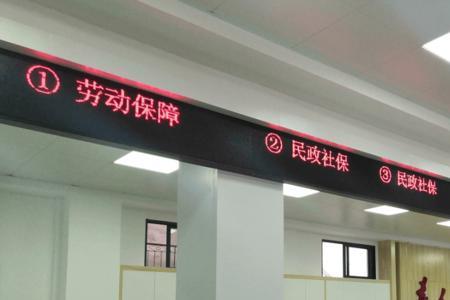 ① 劳动保障
② 民政社保
③ 民政社保